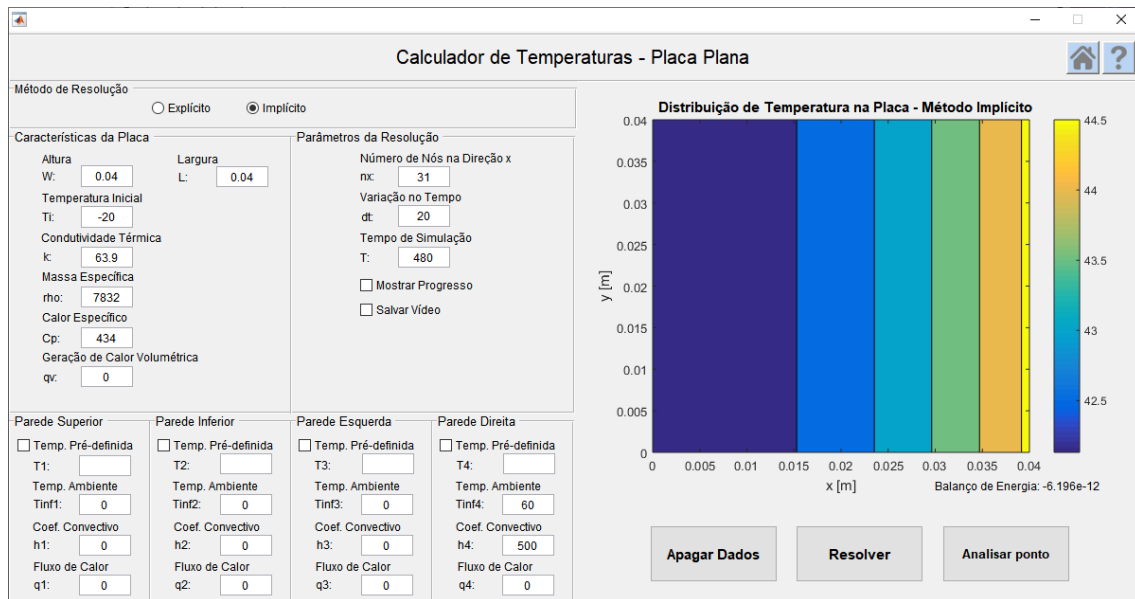 Calculador de Temperaturas - Placa Plana
?
Método de Resolução
Explícito Implícito
Características da Placa
Altura Largura
W: 0.04 L: 0.04
Temperatura Inicial
Ti: -20
Condutividade Térmica
k: 63.9
Massa Específica
rho: 7832
Calor Específico
Cp: 434
Geração de Calor Volumétrica
qv: 0
Parâmetros da Resolução
Número de Nós na Direção x
nx: 31
Variação no Tempo
dt: 20
Tempo de Simulação
T: 480
Mostrar Progresso
Salvar Vídeo
Parede Superior
Temp. Pré-definida
T1:
Temp. Ambiente
Tinf1: 0
Coef. Convectivo
h1: 0
Fluxo de Calor
q1: 0
Parede Inferior
Temp. Pré-definida
T2:
Temp. Ambiente
Tinf2: 0
Coef. Convectivo
h2: 0
Fluxo de Calor
q2: 0
Parede Esquerda
Temp. Pré-definida
T3:
Temp. Ambiente
Tinf3: 0
Coef. Convectivo
h3: 0
Fluxo de Calor
q3: 0
Parede Direita
Temp. Pré-definida
T4:
Temp. Ambiente
Tinf4: 60
Coef. Convectivo
h4: 500
Fluxo de Calor
q4: 0
Distribuição de Temperatura na Placa - Método Implicito
0.04
0.035
0.03
0.025
0.02
0.015
0.01
0.005
0
y [m]
0 0.005 0.01 0.015 0.02 0.025 0.03 0.035 0.04
x [m]
44.5
44
43.5
43
42.5
Balanço de Energia: -6.196e-12
Apagar Dados Resolver Analisar ponto